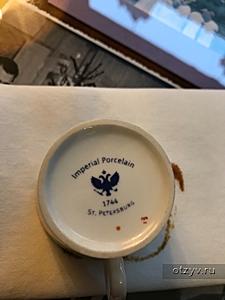 Imperial Porcelain
1744
ST. PETERSBURG
otzyv.ru